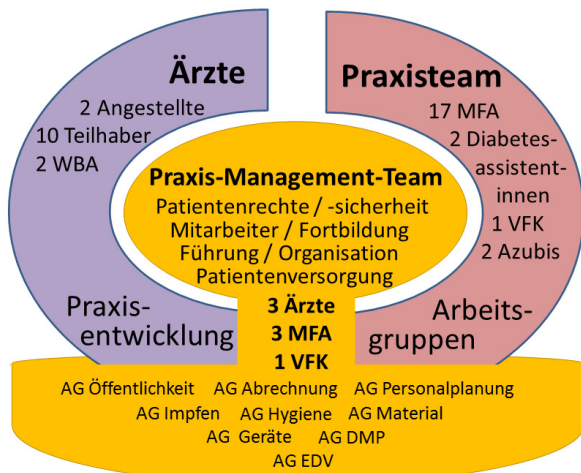 Ärzte
2 Angestellte
10 Teilhaber
2 WBA
Praxis-
entwicklung
Praxisteam
17 MFA
2 Diabetes-
assistent-
innen
1 VFK
2 Azubis
Arbeits-
gruppen
Praxis-Management-Team
Patientenrechte / -sicherheit
Mitarbeiter / Fortbildung
Führung / Organisation
Patientenversorgung
3 Ärzte
3 MFA
1 VFK
AG Öffentlichkeit AG Abrechnung AG Personalplanung
AG Impfen AG Hygiene AG Material
AG Geräte AG DMP
AG EDV